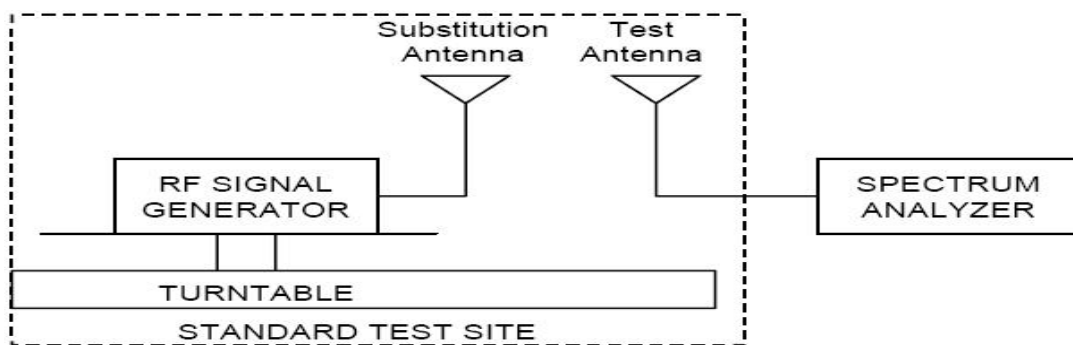 Substitution
Antenna
Test
Antenna
RF SIGNAL
GENERATOR
SPECTRUM
ANALYZER
TURNTABLE
STANDARD TEST SITE